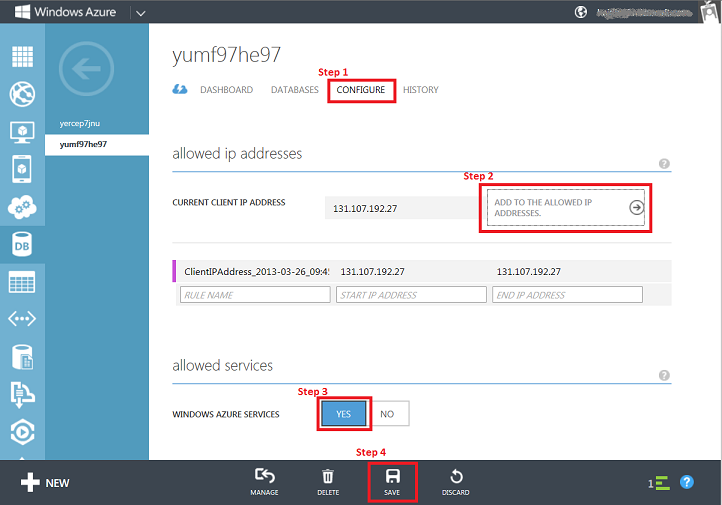 Windows Azure
yumf97he97
Step 1
DASHBOARD DATABASES CONFIGURE HISTORY
yercep7jnu
yumf97he97
allowed ip addresses
?
Step 2
CURRENT CLIENT IP ADDRESS 131.107.192.27 ADD TO THE ALLOWED IP
ADDRESSES.
DB
ClientIPAddress_2013-03-26_09:45 131.107.192.27 131.107.192.27
RULE NAME START IP ADDRESS END IP ADDRESS
allowed services
?
Step 3
WINDOWS AZURE SERVICES YES NO
Step 4
NEW MANAGE DELETE SAVE DISCARD 1 ?